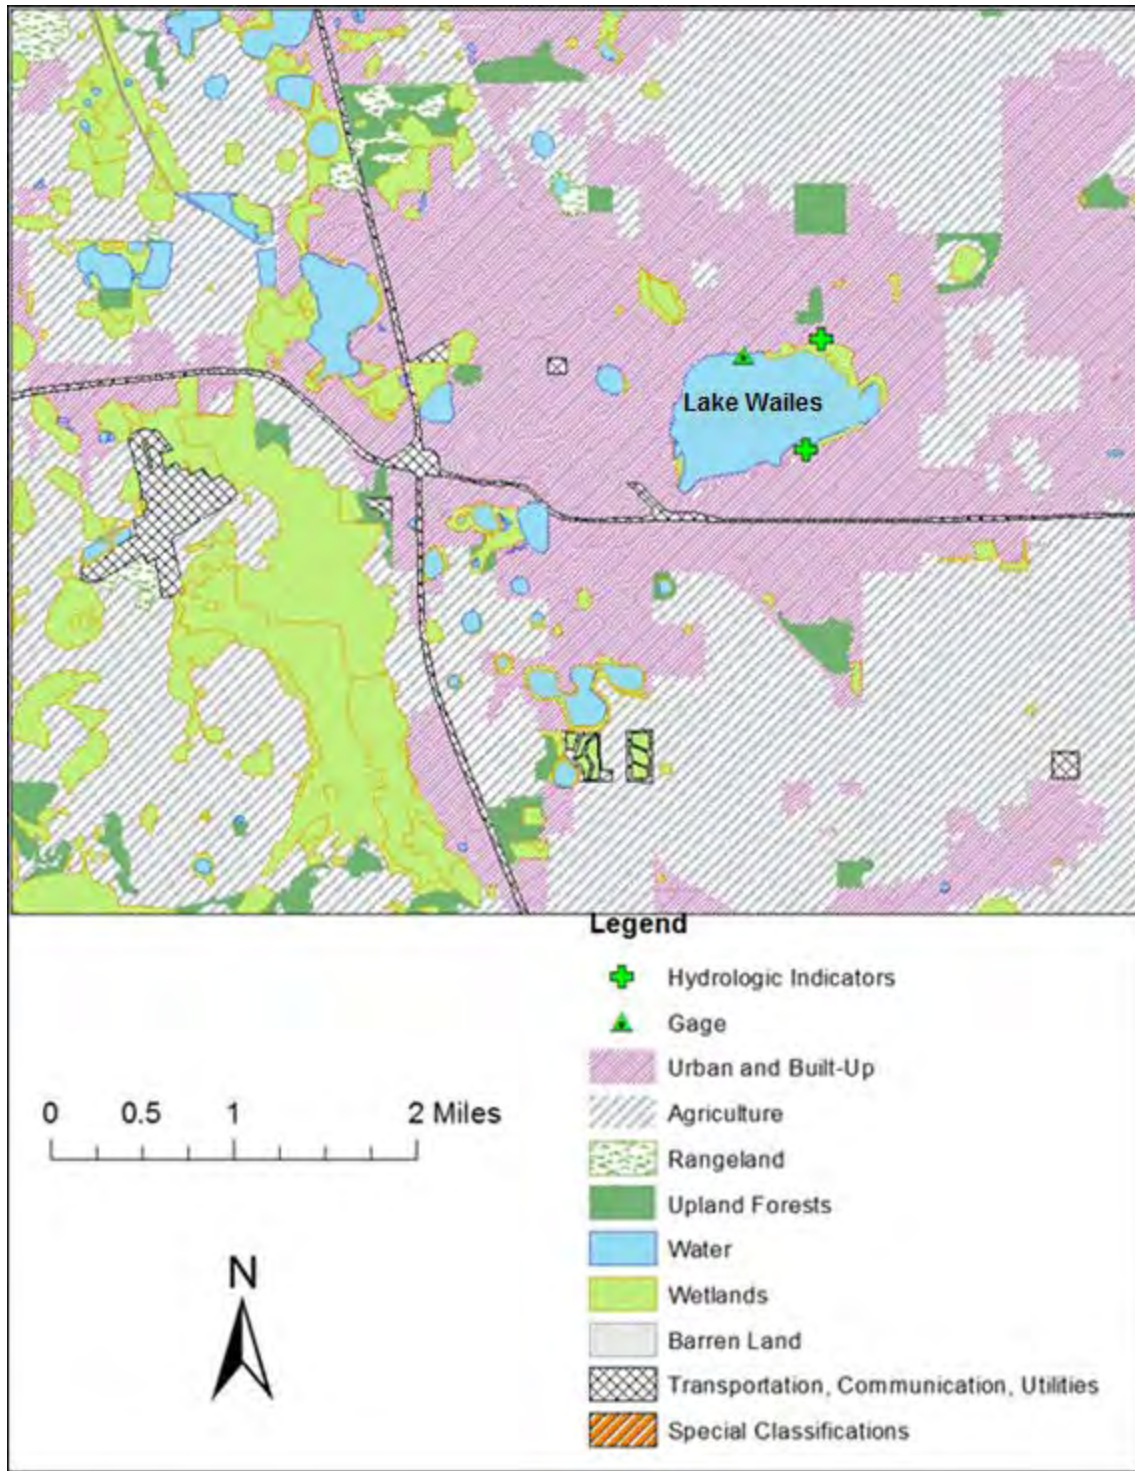 Lake Wailes
Legend
Hydrologic Indicators
Gage
Urban and Built-Up
Agriculture
Rangeland
Upland Forests
Water
Wetlands
Barren Land
Transportation, Communication, Utilities
Special Classifications
0 0.5 1 2 Miles
N